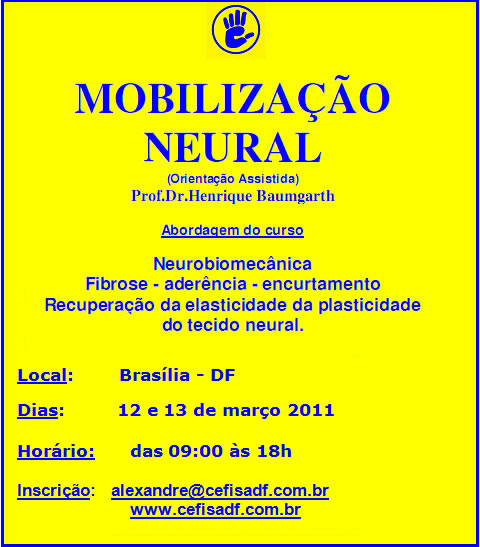 MOBILIZAÇÃO
NEURAL
(Orientação Assistida)
Prof.Dr.Henrique Baumgarth
Abordagem do curso
Neurobiomecânica
Fibrose - aderência - encurtamento
Recuperação da elasticidade da plasticidade
do tecido neural.
Local: Brasília - DF
Dias: 12 e 13 de março 2011
Horário: das 09:00 às 18h
Inscrição: alexandre@cefisadf.com.br
www.cefisadf.com.br